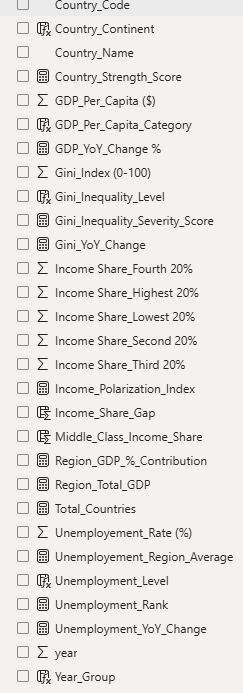 Country_Code
Country_Continent
Country_Name
Country_Strength_Score
GDP_Per_Capita ($)
GDP_Per_Capita_Category
GDP_YoY_Change %
Gini_Index (0-100)
Gini_Inequality_Level
Gini_Inequality_Severity_Score
Gini_YoY_Change
Income Share_Fourth 20%
Income Share_Highest 20%
Income Share_Lowest 20%
Income Share_Second 20%
Income Share_Third 20%
Income_Polarization_Index
Income_Share_Gap
Middle_Class_Income_Share
Region_GDP_%_Contribution
Region_Total_GDP
Total_Countries
Unemployement_Rate (%)
Unemployement_Region_Average
Unemployment_Level
Unemployment_Rank
Unemployment_YoY_Change
year
Year_Group